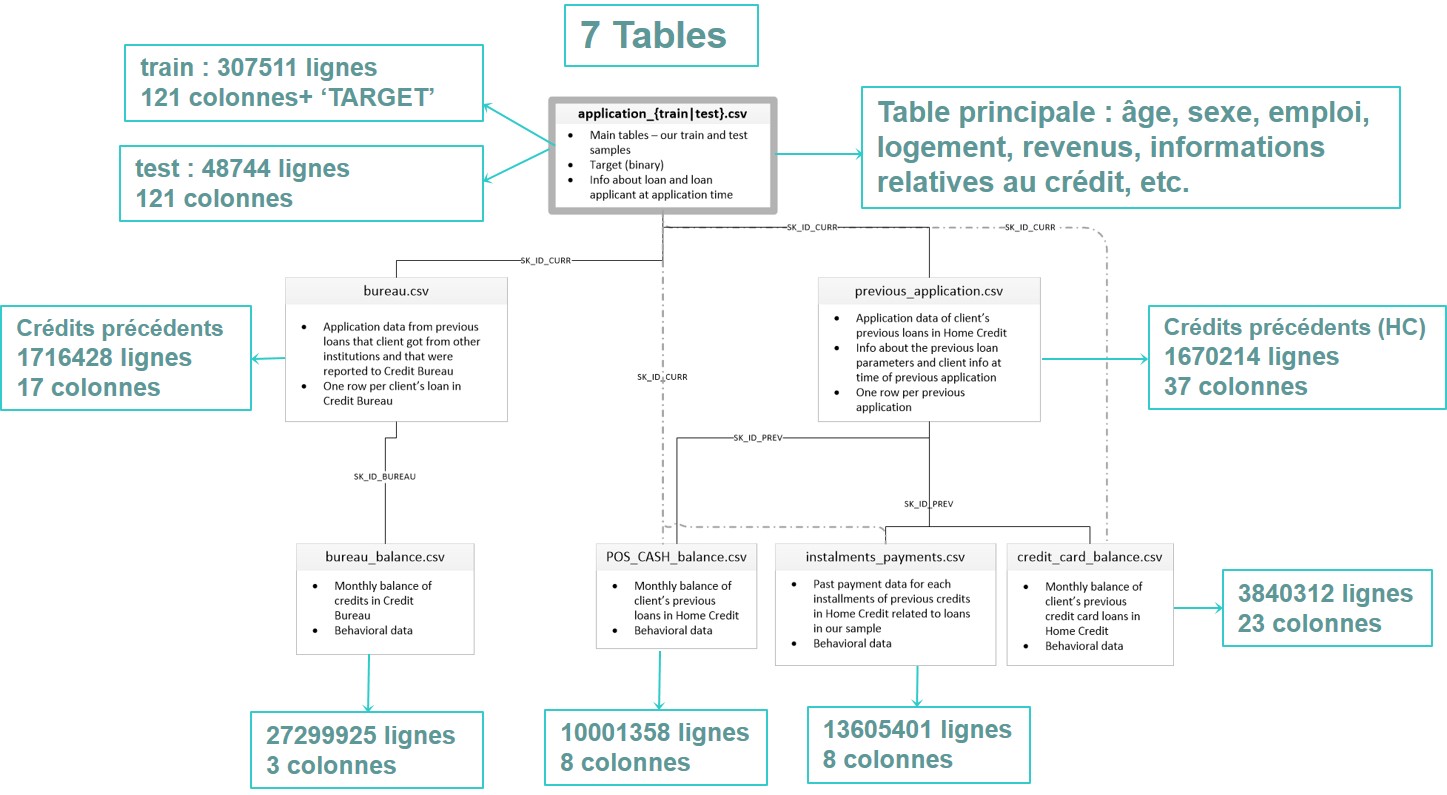 7 Tables
train : 307511 lignes
121 colonnes+ ‘TARGET’
test : 48744 lignes
121 colonnes
application_{train|test}.csv
• Main tables – our train and test
samples
• Target (binary)
• Info about loan and loan
applicant at application time
Table principale : âge, sexe, emploi,
logement, revenus, informations
relatives au crédit, etc.
SK_ID_CURR
SK_ID_CURR
SK_ID_CURR
bureau.csv
• Application data from previous
loans that client got from other
institutions and that were
reported to Credit Bureau
• One row per client’s loan in
Credit Bureau
previous_application.csv
• Application data of client’s
previous loans in Home Credit
• Info about the previous loan
parameters and client info at
time of previous application
• One row per previous
application
Crédits précédents
1716428 lignes
17 colonnes
Crédits précédents (HC)
1670214 lignes
37 colonnes
SK_ID_CURR
SK_ID_PREV
SK_ID_BUREAU
SK_ID_PREV
bureau_balance.csv
• Monthly balance of
credits in Credit
Bureau
• Behavioral data
POS_CASH_balance.csv
• Monthly balance of
client’s previous
loans in Home Credit
• Behavioral data
instalments_payments.csv
• Past payment data for each
installments of previous credits
in Home Credit related to loans
in our sample
• Behavioral data
credit_card_balance.csv
• Monthly balance of
client’s previous
credit card loans in
Home Credit
• Behavioral data
3840312 lignes
23 colonnes
27299925 lignes
3 colonnes
10001358 lignes
8 colonnes
13605401 lignes
8 colonnes